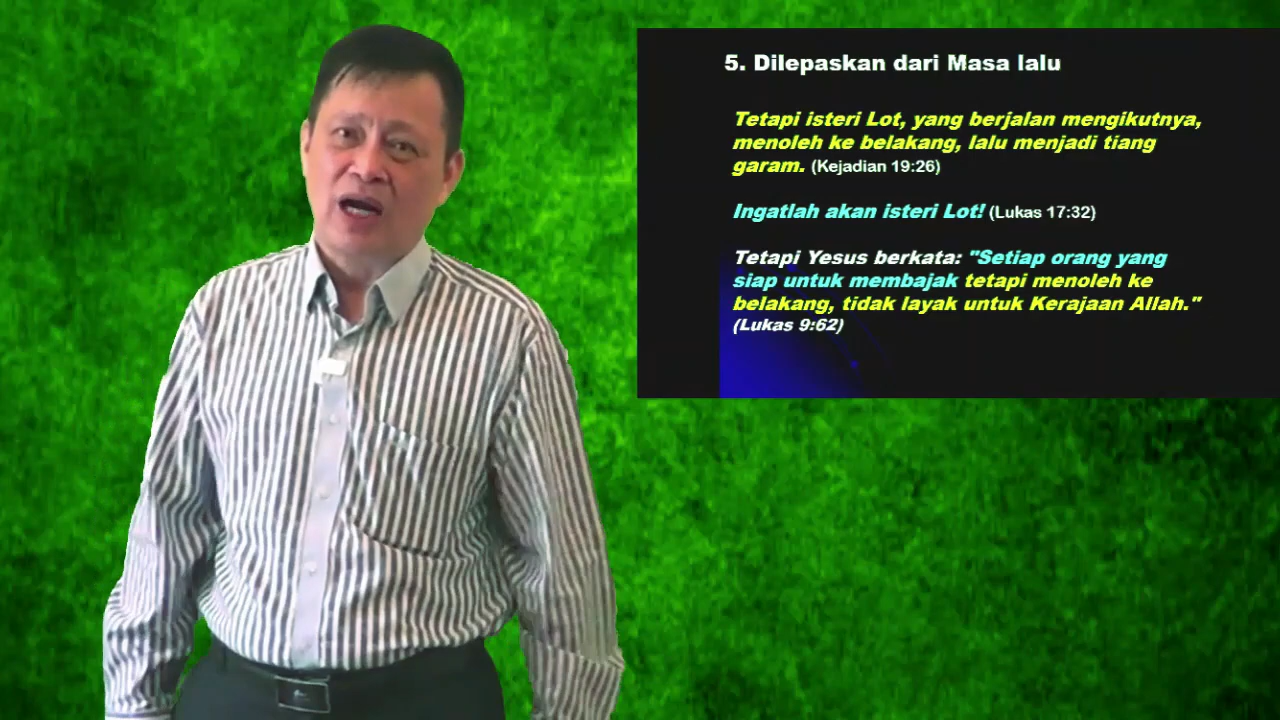 5. Dilepaskan dari Masa lalu
Tetapi isteri Lot, yang berjalan mengikutnya,
menoleh ke belakang, lalu menjadi tiang
garam. (Kejadian 19:26)
Ingatlah akan isteri Lot! (Lukas 17:32)
Tetapi Yesus berkata: "Setiap orang yang
siap untuk membajak tetapi menoleh ke
belakang, tidak layak untuk Kerajaan Allah."
(Lukas 9:62)